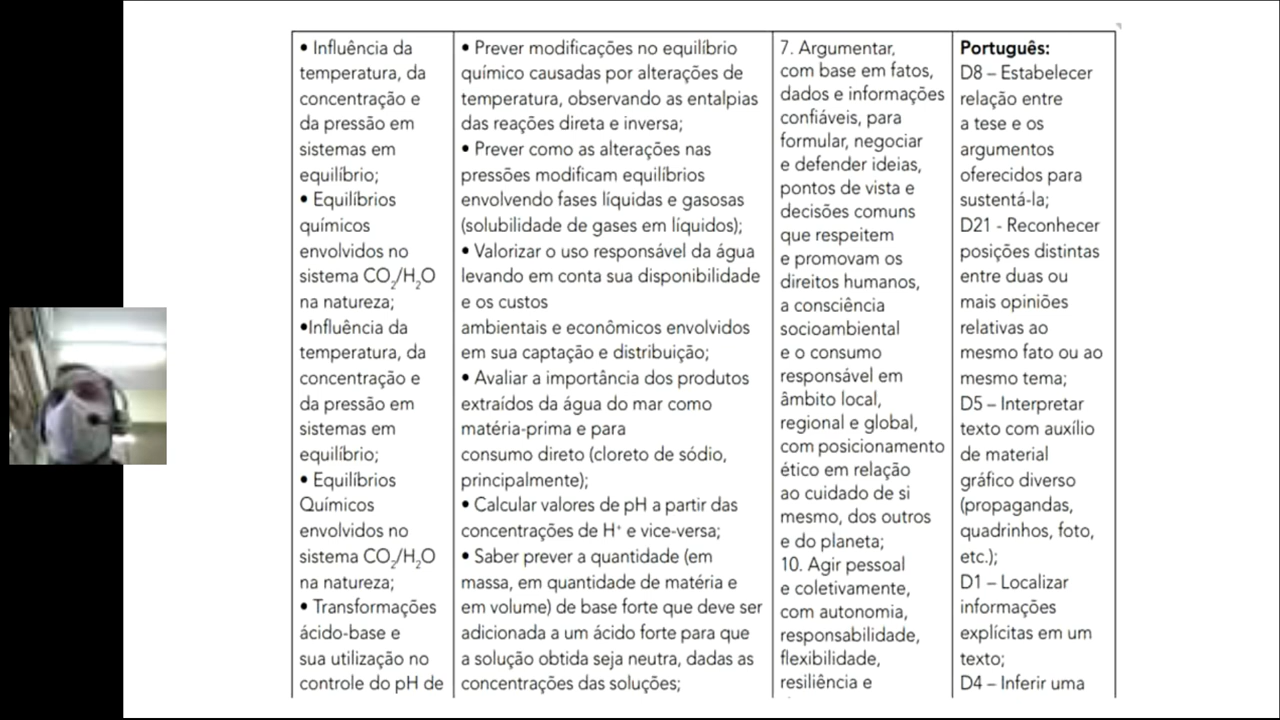 • Influência da
temperatura, da
concentração e
da pressão em
sistemas em
equilíbrio;
• Equilíbrios
químicos
envolvidos no
sistema CO₂/H₂O
na natureza;
•Influência da
temperatura, da
concentração e
da pressão em
sistemas em
equilíbrio;
• Equilíbrios
Químicos
envolvidos no
sistema CO₂/H₂O
na natureza;
• Transformações
ácido-base e
sua utilização no
controle do pH de
• Prever modificações no equilíbrio
químico causadas por alterações de
temperatura, observando as entalpias
das reações direta e inversa;
• Prever como as alterações nas
pressões modificam equilíbrios
envolvendo fases líquidas e gasosas
(solubilidade de gases em líquidos);
• Valorizar o uso responsável da água
levando em conta sua disponibilidade
e os custos
ambientais e econômicos envolvidos
em sua captação e distribuição;
• Avaliar a importância dos produtos
extraídos da água do mar como
matéria-prima e para
consumo direto (cloreto de sódio,
principalmente);
• Calcular valores de pH a partir das
concentrações de H⁺ e vice-versa;
• Saber prever a quantidade (em
massa, em quantidade de matéria e
em volume) de base forte que deve ser
adicionada a um ácido forte para que
a solução obtida seja neutra, dadas as
concentrações das soluções;
7. Argumentar,
com base em fatos,
dados e informações
confiáveis, para
formular, negociar
e defender ideias,
pontos de vista e
decisões comuns
que respeitem
e promovam os
direitos humanos,
a consciência
socioambiental
e o consumo
responsável em
âmbito local,
regional e global,
com posicionamento
ético em relação
ao cuidado de si
mesmo, dos outros
e do planeta;
10. Agir pessoal
e coletivamente,
com autonomia,
responsabilidade,
flexibilidade,
resiliência e
Português:
D8 – Estabelecer
relação entre
a tese e os
argumentos
oferecidos para
sustentá-la;
D21 - Reconhecer
posições distintas
entre duas ou
mais opiniões
relativas ao
mesmo fato ou ao
mesmo tema;
D5 – Interpretar
texto com auxílio
de material
gráfico diverso
(propagandas,
quadrinhos, foto,
etc.);
D1 – Localizar
informações
explícitas em um
texto;
D4 – Inferir uma